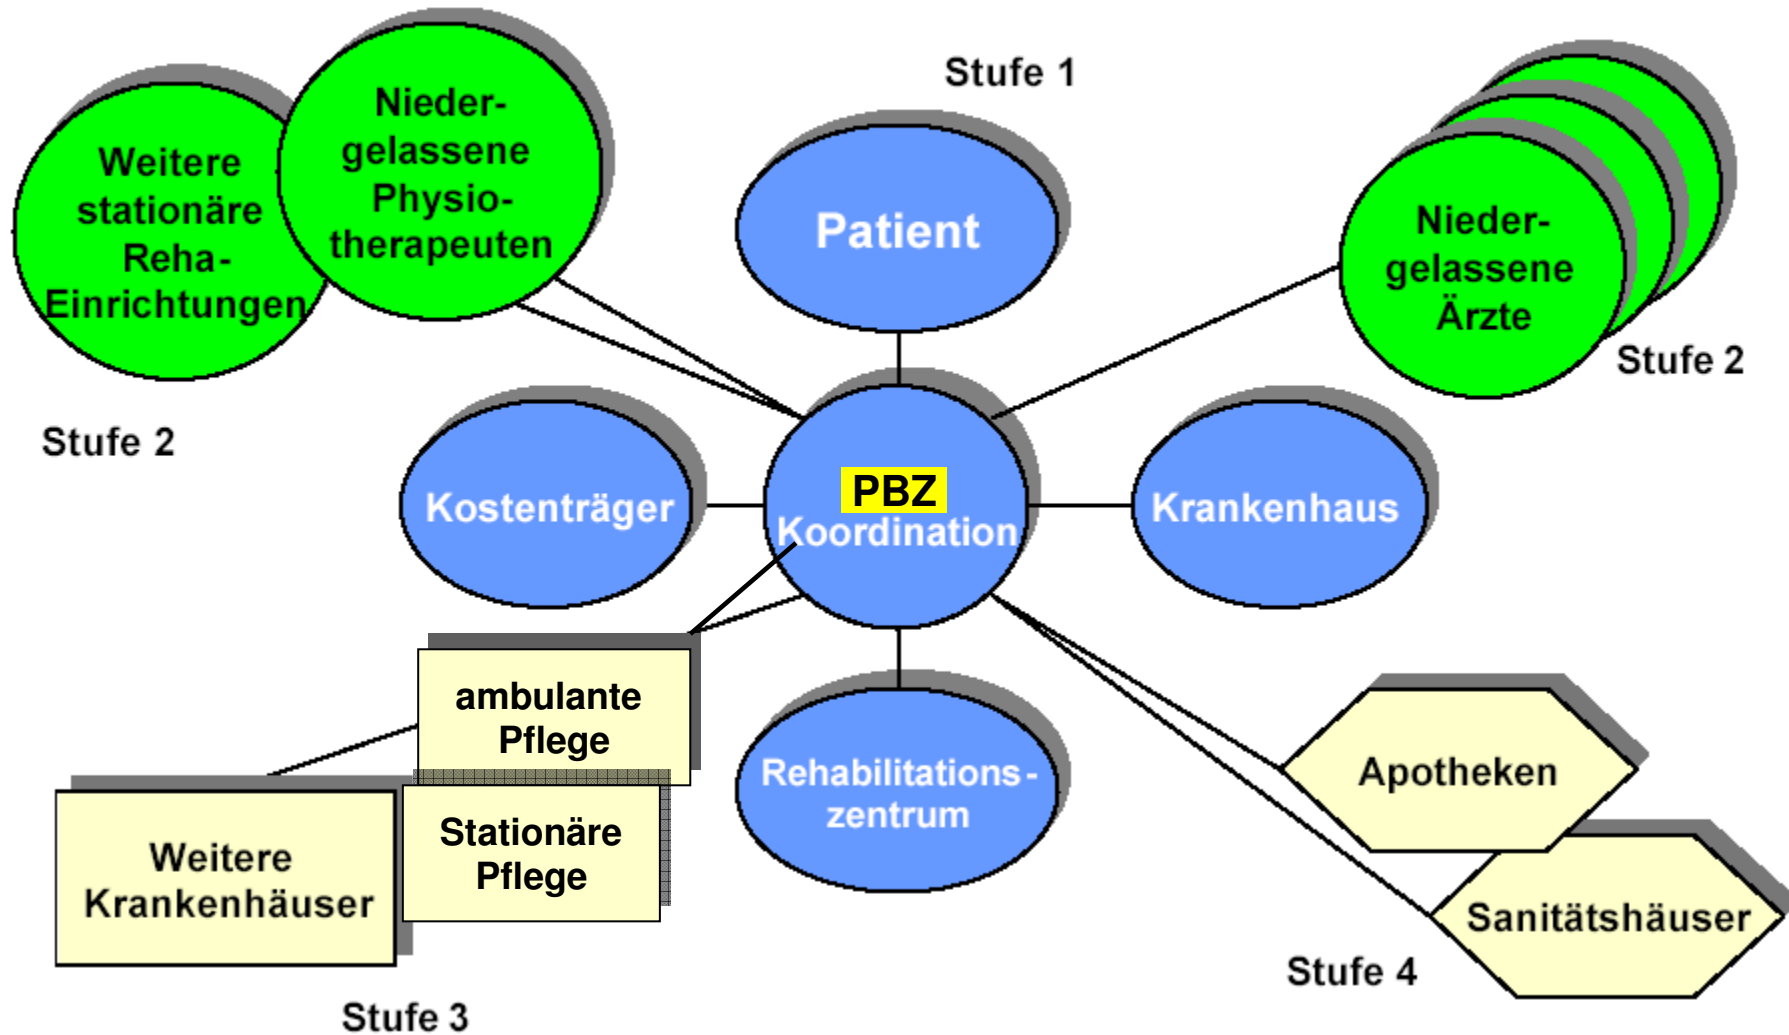 Stufe 1
Nieder-
gelassene
Physio-
therapeuten
Weitere
stationäre
Reha-
Einrichtungen
Stufe 2
Patient
Nieder-
gelassene
Ärzte
Stufe 2
Kostenträger
PBZ
Koordination
Krankenhaus
ambulante
Pflege
Stationäre
Pflege
Weitere
Krankenhäuser
Stufe 3
Rehabilitations-
zentrum
Apotheken
Sanitätshäuser
Stufe 4